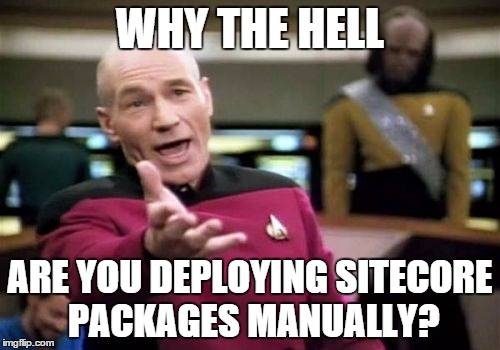 WHY THE HELL
ARE YOU DEPLOYING SITECORE
PACKAGES MANUALLY?
imgflip.com